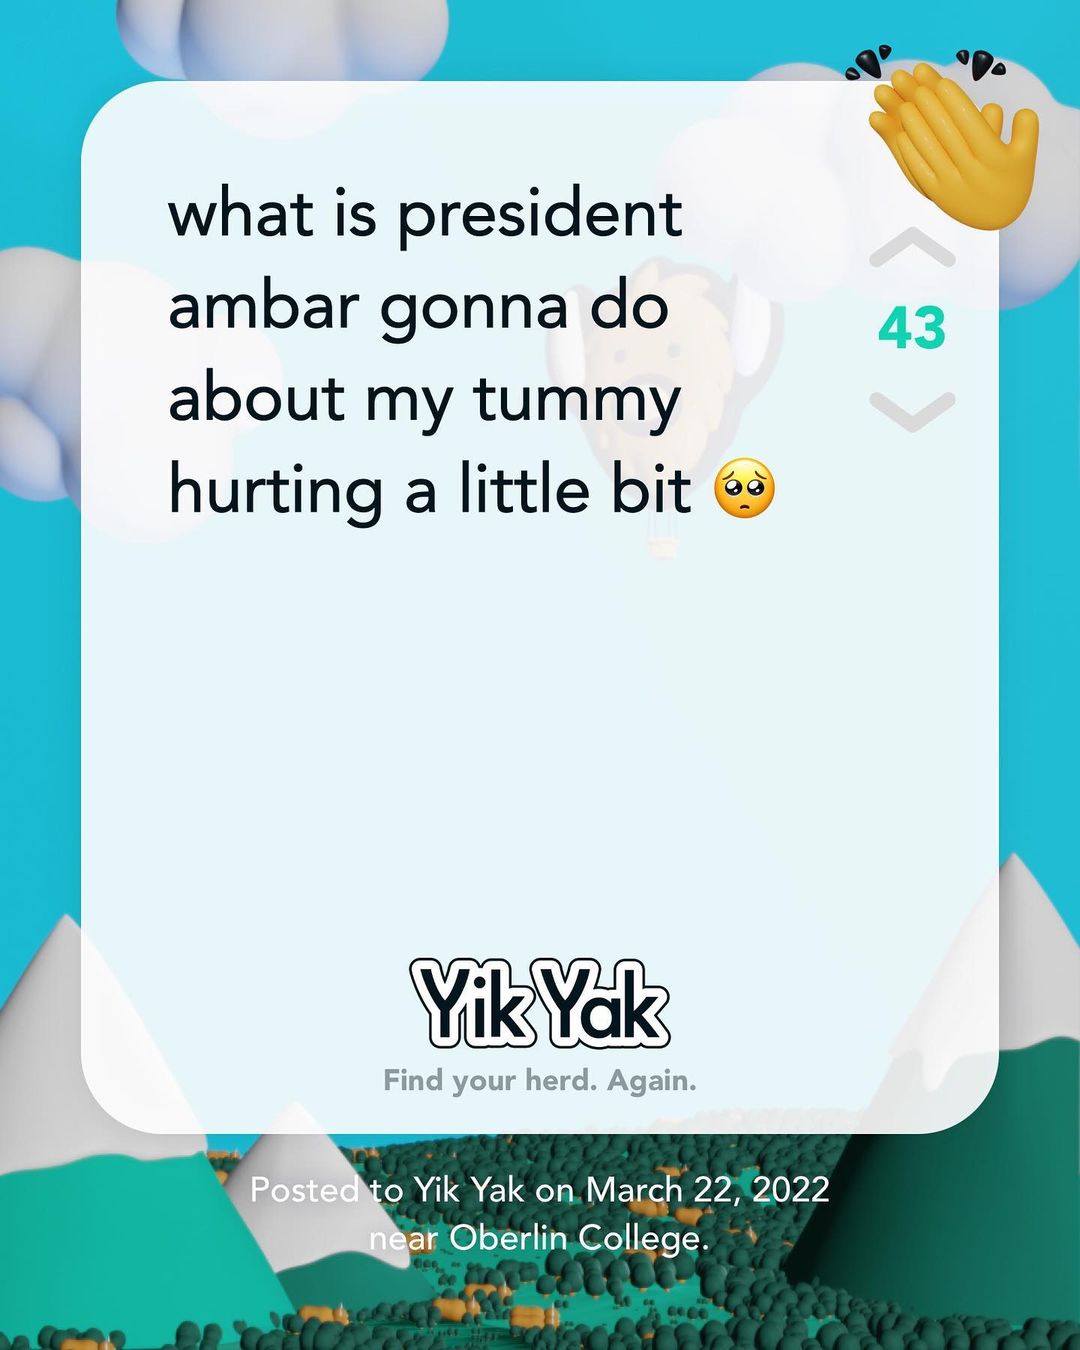 what is president
ambar gonna do
about my tummy
hurting a little bit 🥺
43
Yik Yak
Find your herd. Again.
Posted to Yik Yak on March 22, 2022
near Oberlin College.